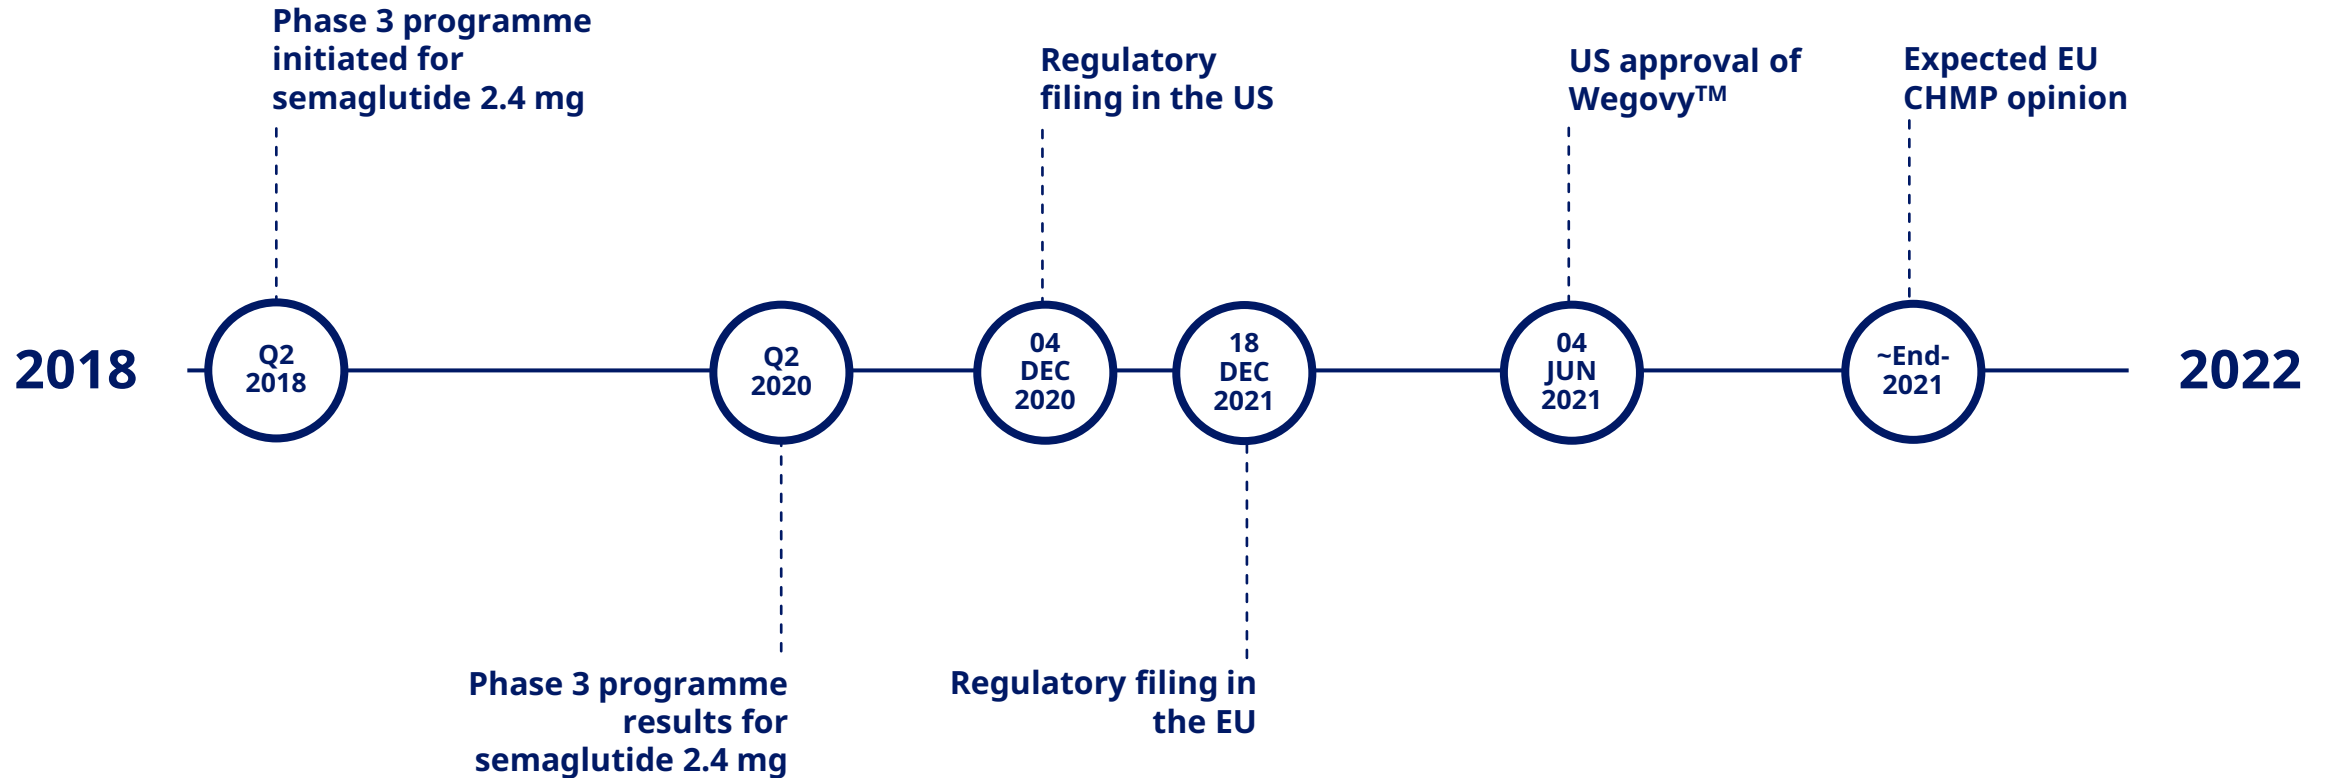 Phase 3 programme
initiated for
semaglutide 2.4 mg
Regulatory
filing in the US
US approval of
Wegovy™
Expected EU
CHMP opinion
2018
Q2
2018
Q2
2020
04
DEC
2020
18
DEC
2021
04
JUN
2021
~End-
2021
2022
Phase 3 programme
results for
semaglutide 2.4 mg
Regulatory filing in
the EU